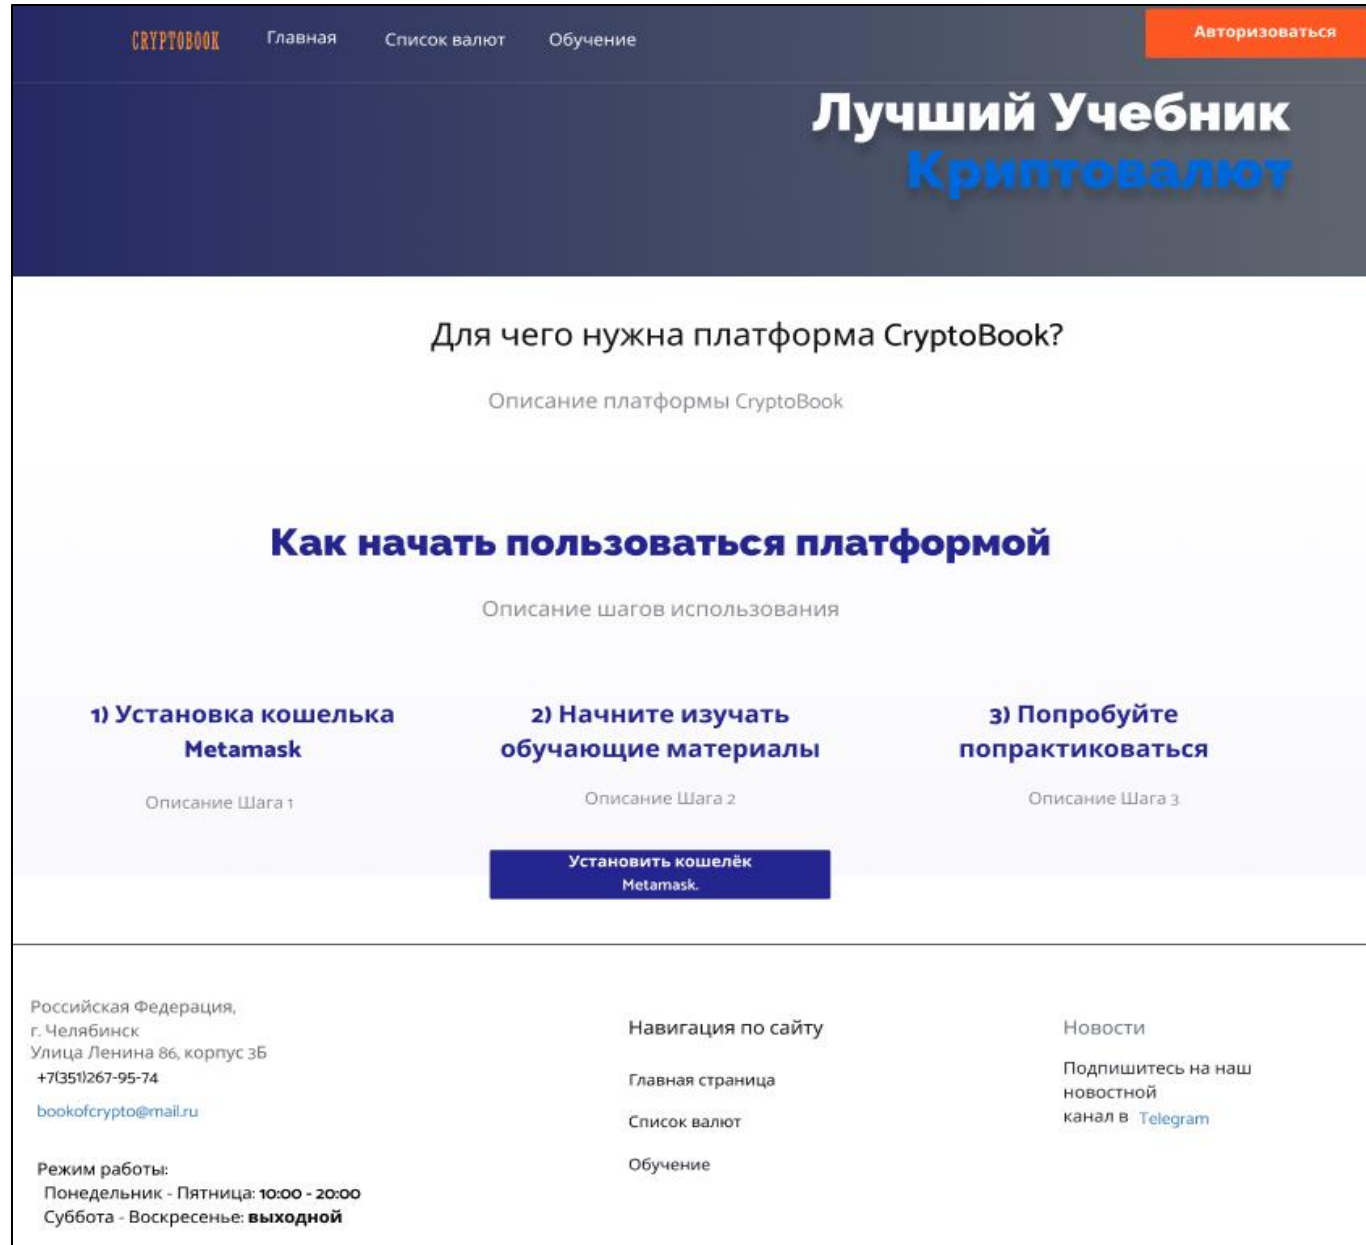 CRYPTOBOOK Главная Список валют Обучение Авторизоваться
Лучший Учебник
Криптовалют
Для чего нужна платформа CryptoBook?
Описание платформы CryptoBook
Как начать пользоваться платформой
Описание шагов использования
1) Установка кошелька
Metamask
Описание Шага 1
2) Начните изучать
обучающие материалы
Описание Шага 2
3) Попробуйте
попрактиковаться
Описание Шага 3
Установить кошелёк
Metamask.
Российская Федерация,
г. Челябинск
Улица Ленина 86, корпус 3Б
+7(351)267-95-74
bookofcrypto@mail.ru
Режим работы:
Понедельник - Пятница: 10:00 - 20:00
Суббота - Воскресенье: выходной
Навигация по сайту
Главная страница
Список валют
Обучение
Новости
Подпишитесь на наш
новостной
канал в Telegram